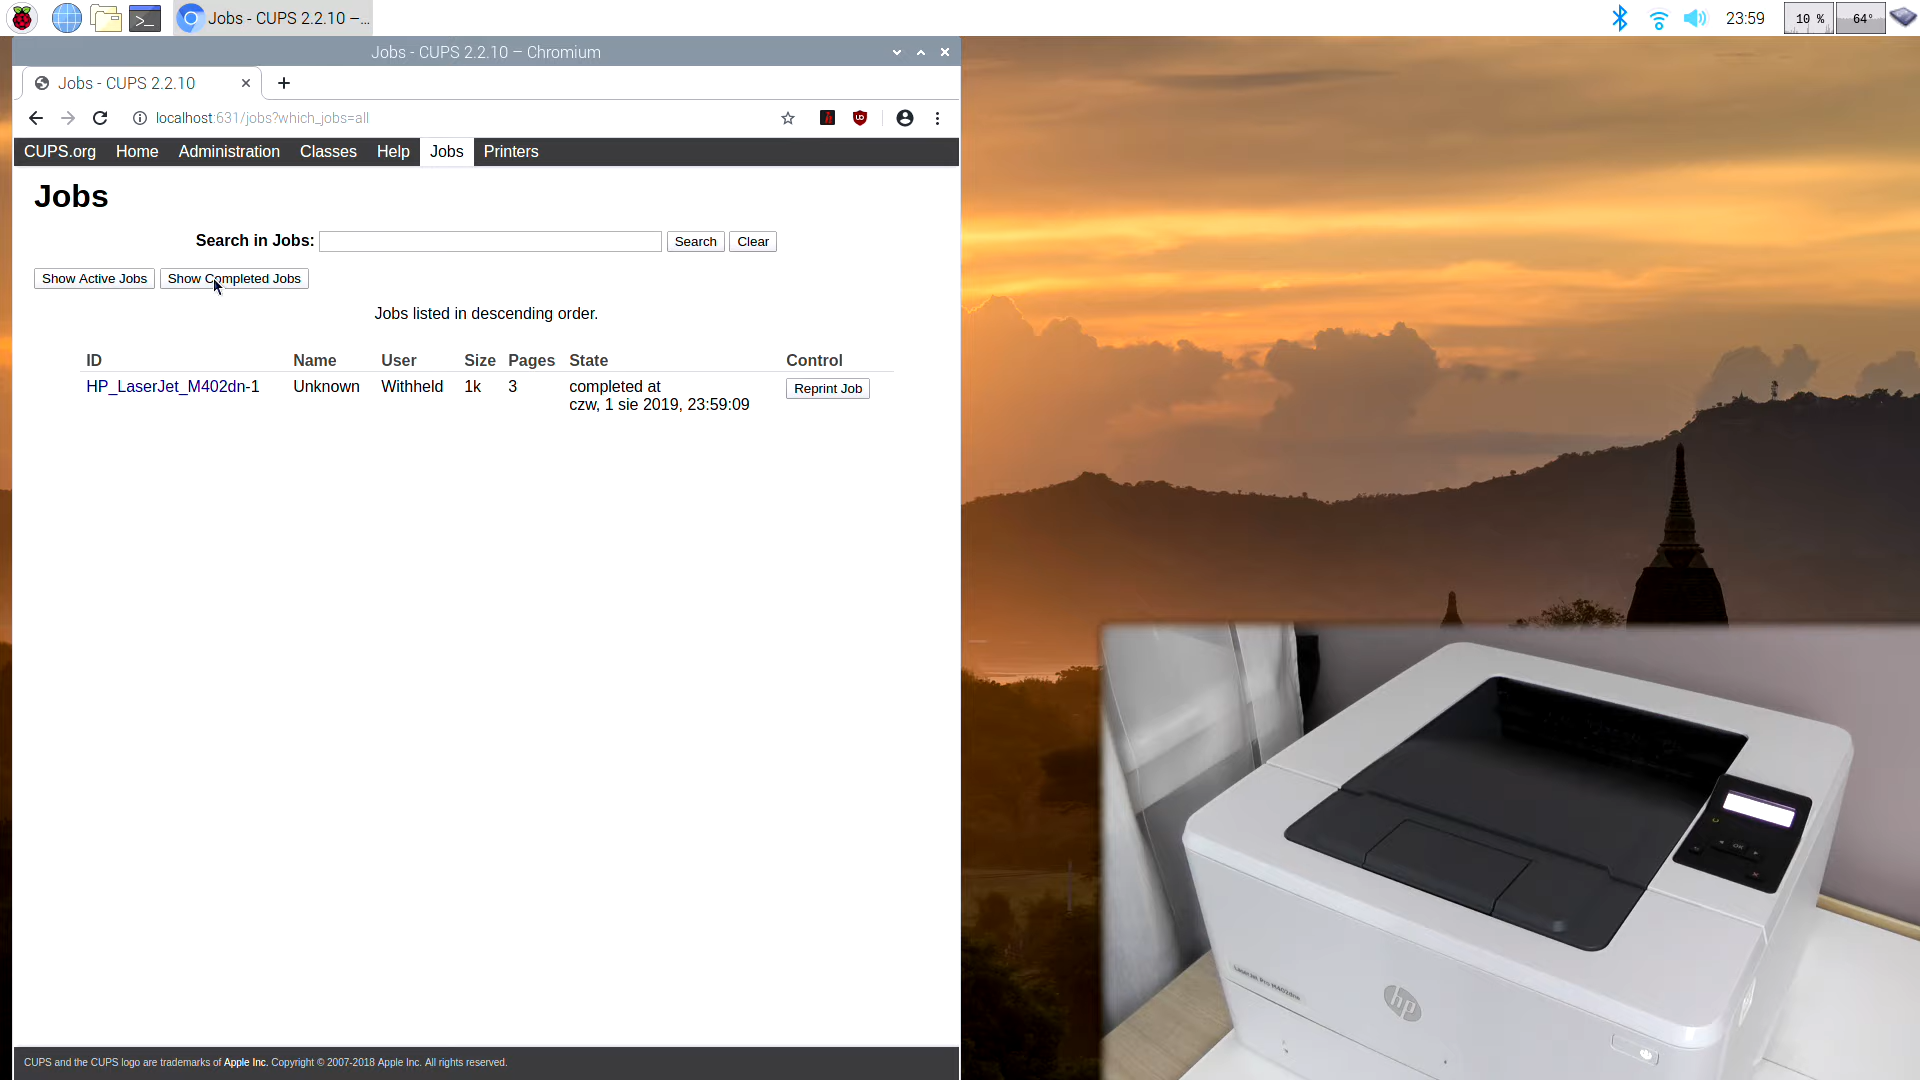 Jobs - CUPS 2.2.10 –...
23:59
10 %
64°
Jobs - CUPS 2.2.10 – Chromium
Jobs - CUPS 2.2.10
localhost:631/jobs?which_jobs=all
CUPS.org Home Administration Classes Help Jobs Printers
Jobs
Search in Jobs: Search Clear
Show Active Jobs Show Completed Jobs
Jobs listed in descending order.
ID Name User Size Pages State Control
HP_LaserJet_M402dn-1 Unknown Withheld 1k 3 completed at Reprint Job
czw, 1 sie 2019, 23:59:09
OK
LaserJet Pro M402dne
hp
CUPS and the CUPS logo are trademarks of Apple Inc. Copyright © 2007-2018 Apple Inc. All rights reserved.